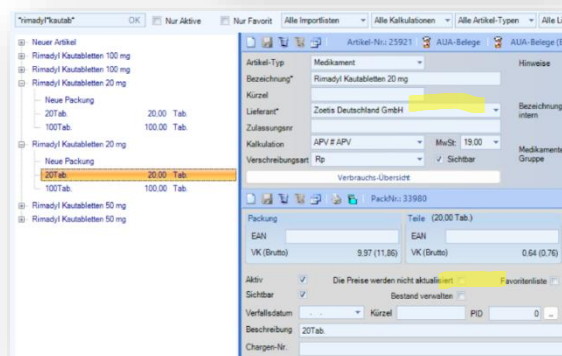 *rimadyl*kautab* OK Nur Aktive Nur Favorit Alle Importlisten Alle Kalkulationen Alle Artikel-Typen Alle Li
Neuer Artikel
Rimadyl Kautabletten 100 mg
Rimadyl Kautabletten 100 mg
Rimadyl Kautabletten 20 mg
Neue Packung
20Tab. 20,00 Tab.
100Tab. 100,00 Tab.
Rimadyl Kautabletten 20 mg
Neue Packung
20Tab. 20,00 Tab.
100Tab. 100,00 Tab.
Rimadyl Kautabletten 50 mg
Rimadyl Kautabletten 50 mg
Artikel-Nr.: 25921 AUA-Belege AUA-Belege (E
Artikel-Typ Medikament Hinweise
Bezeichnung* Rimadyl Kautabletten 20 mg
Kürzel
Lieferant* Zoetis Deutschland GmbH Bezeichnung intern
Zulassungsnr
Kalkulation APV # APV MwSt: 19.00 Medikamente Gruppe
Verschreibungsart Rp Sichtbar
Verbrauchs-Übersicht
PackNr.: 33980
Packung Teile (20,00 Tab.)
EAN EAN
VK (Brutto) 9.97 (11,86) VK (Brutto) 0.64 (0.76)
Aktiv Die Preise werden nicht aktualisiert Favoritenliste
Sichtbar Bestand verwalten
Verfallsdatum Kürzel PID 0 ...
Beschreibung 20Tab.
Chargen-Nr.